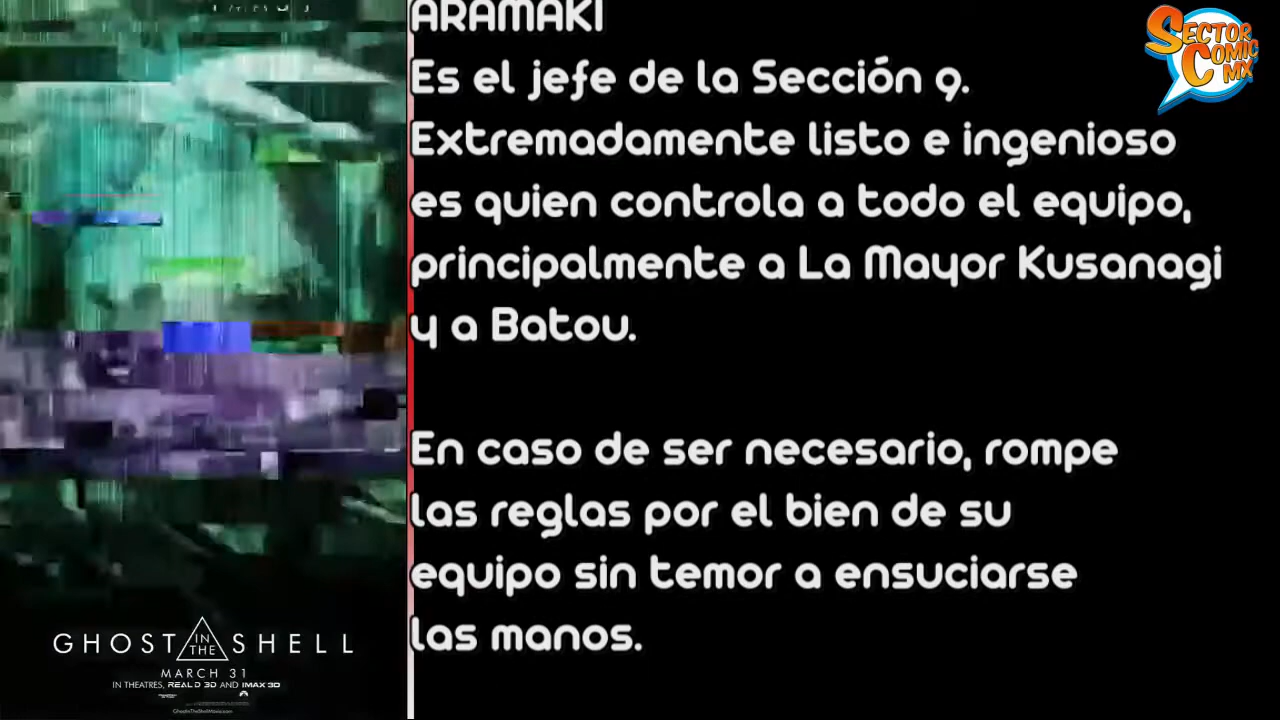 ARAMAKI
Es el jefe de la Sección 9.
Extremadamente listo e ingenioso
es quien controla a todo el equipo,
principalmente a La Mayor Kusanagi
y a Batou.
En caso de ser necesario, rompe
las reglas por el bien de su
equipo sin temor a ensuciarse
las manos.
SECTOR
COMIC
MX
GHOST IN THE SHELL
MARCH 31
IN THEATRES, REAL D 3D AND IMAX 3D
GhostInTheShellMovie.com